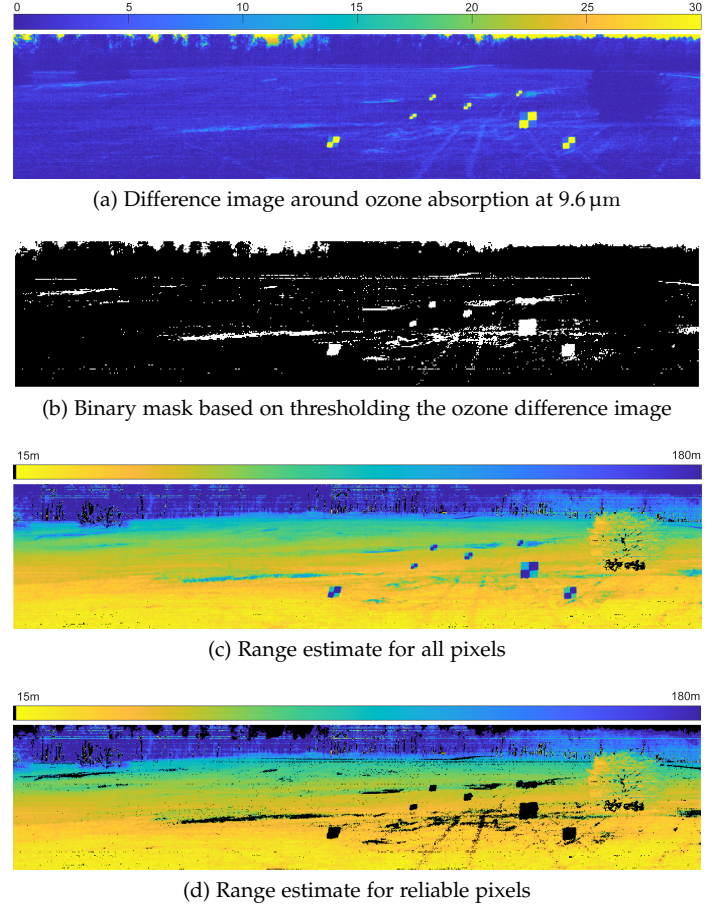 0 5 10 15 20 25 30
(a) Difference image around ozone absorption at 9.6 µm
(b) Binary mask based on thresholding the ozone difference image
15m 180m
(c) Range estimate for all pixels
15m 180m
(d) Range estimate for reliable pixels